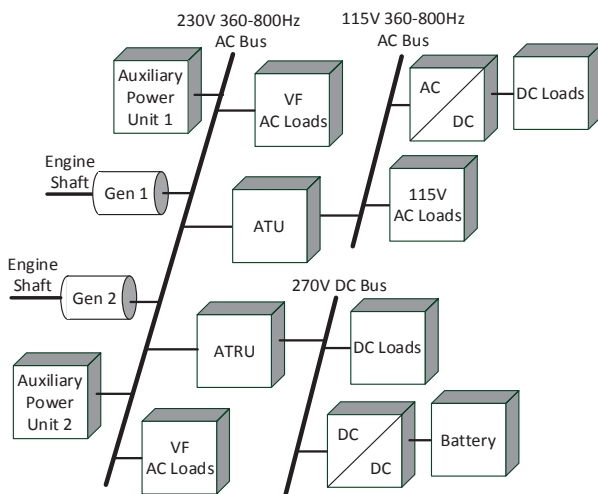 230V 360-800Hz
AC Bus
115V 360-800Hz
AC Bus
Auxiliary
Power
Unit 1
VF
AC Loads
AC
DC
DC Loads
Engine
Shaft
Gen 1
ATU
115V
AC Loads
Engine
Shaft
Gen 2
270V DC Bus
ATRU
DC Loads
Auxiliary
Power
Unit 2
VF
AC Loads
DC
DC
Battery